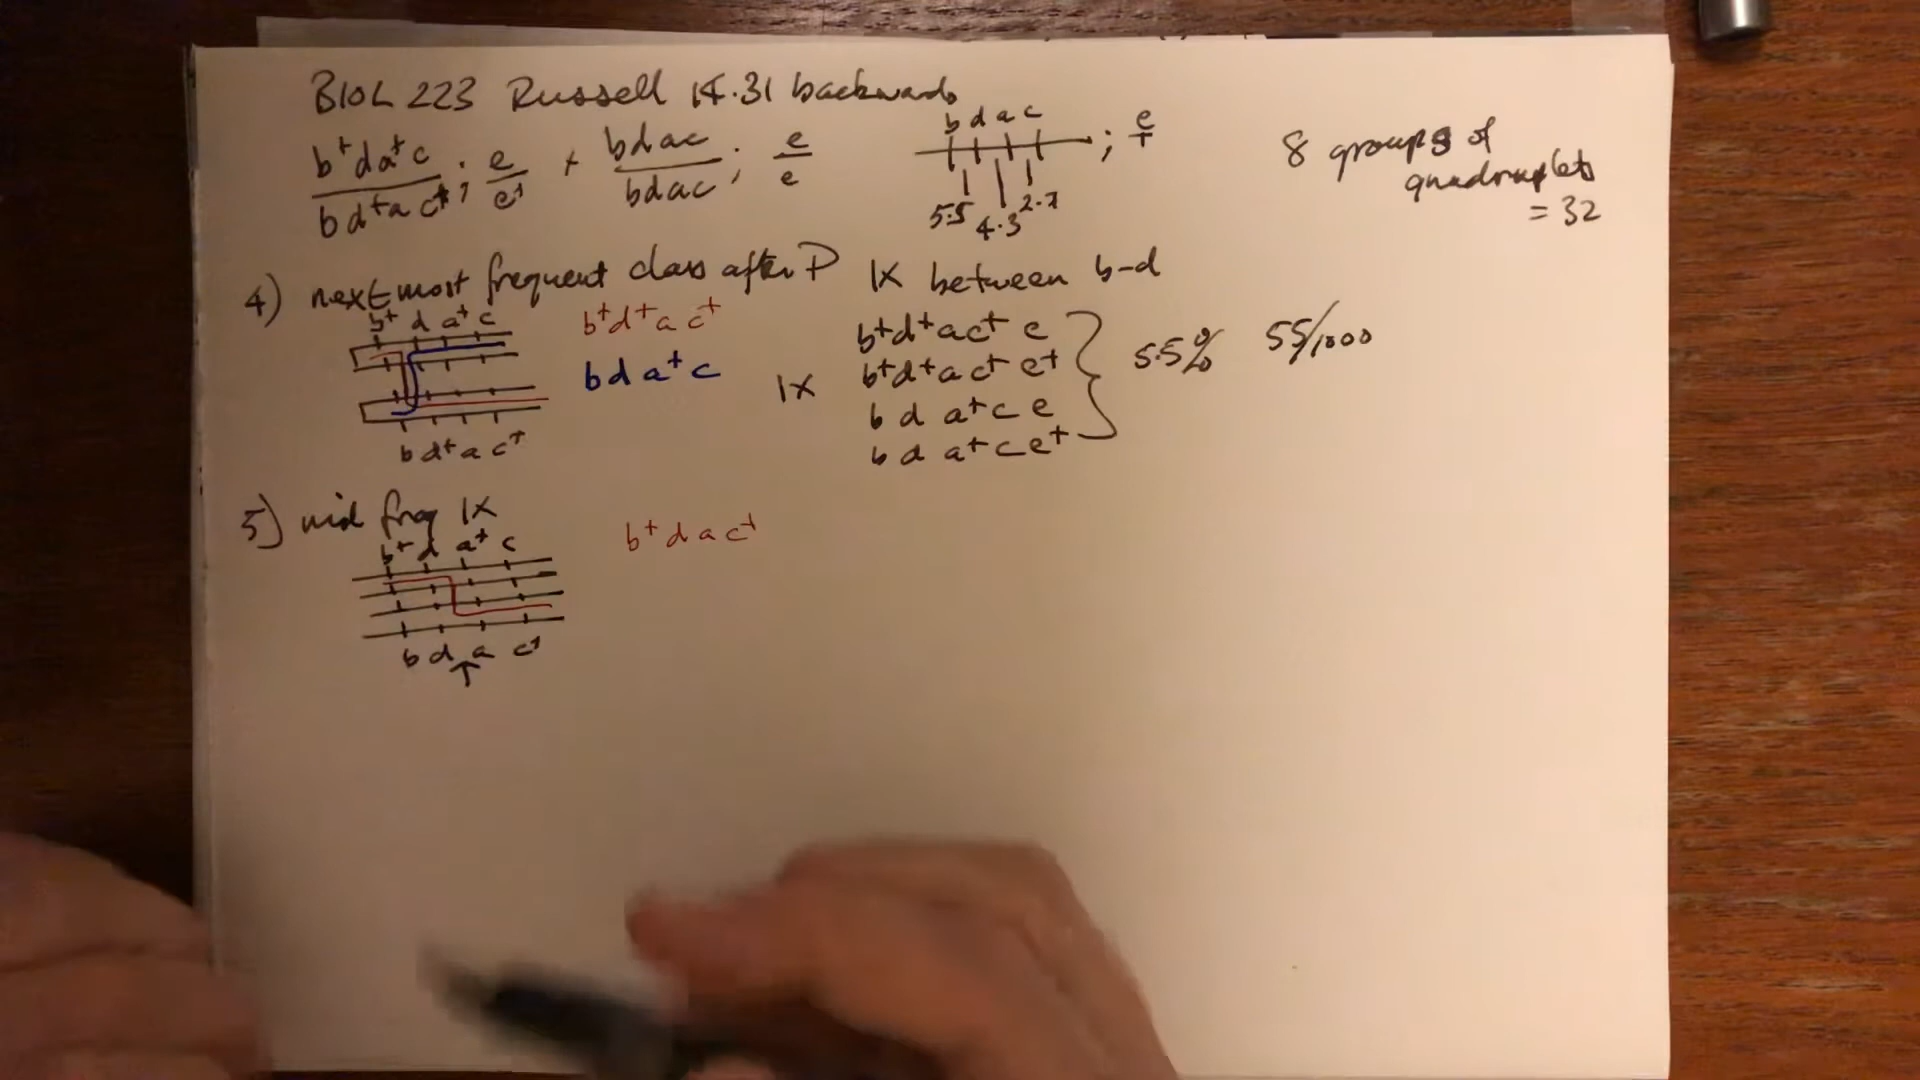 BIOL 223 Russell 14.31 backwards
b⁺ d a⁺ c / b d⁺ a c⁺ ; e / e⁺ × b d a c / b d a c ; e / e
b d a c ; e / +
5.5 4.3 2.7
8 groups of
quadruplets
= 32
4) next most frequent class after P 1X between b-d
b⁺ d a⁺ c
b d⁺ a c⁺
b⁺ d⁺ a c⁺
b d a⁺ c
1X
b⁺ d⁺ a c⁺ e
b⁺ d⁺ a c⁺ e⁺
b d a⁺ c e
b d a⁺ c e⁺
5.5% 55/1000
5) mid freq 1X
b⁺ d a⁺ c
b d a c⁺
b⁺ d a c⁺